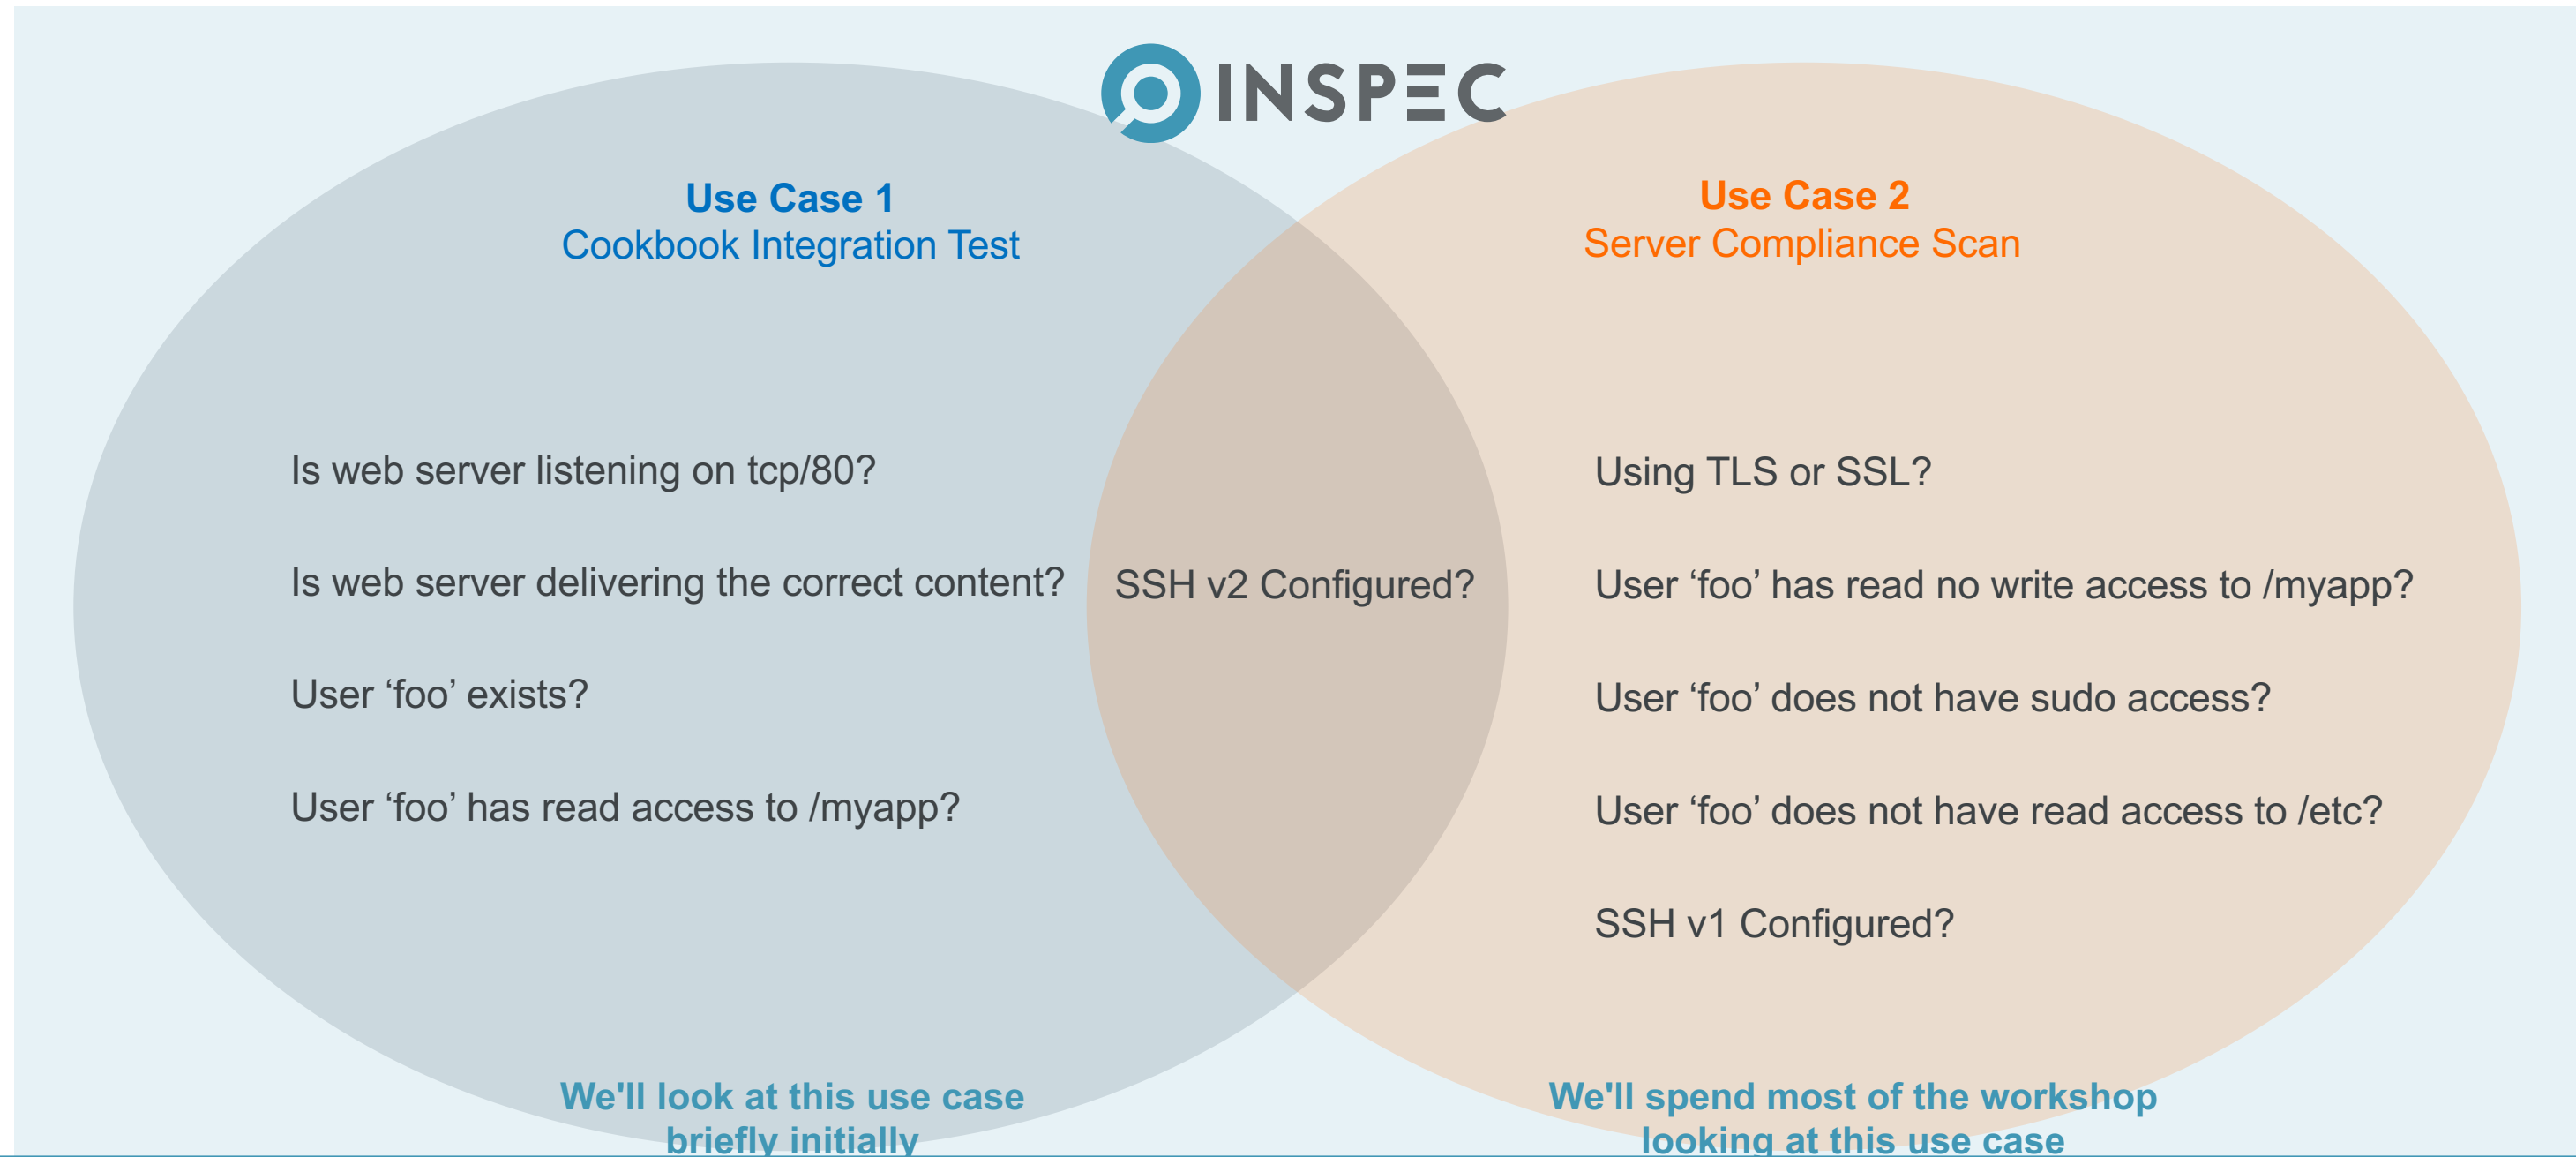 INSPEC
Use Case 1
Cookbook Integration Test
Is web server listening on tcp/80?
Is web server delivering the correct content?
User ‘foo’ exists?
User ‘foo’ has read access to /myapp?
We'll look at this use case
briefly initially
SSH v2 Configured?
Use Case 2
Server Compliance Scan
Using TLS or SSL?
User ‘foo’ has read no write access to /myapp?
User ‘foo’ does not have sudo access?
User ‘foo’ does not have read access to /etc?
SSH v1 Configured?
We'll spend most of the workshop
looking at this use case